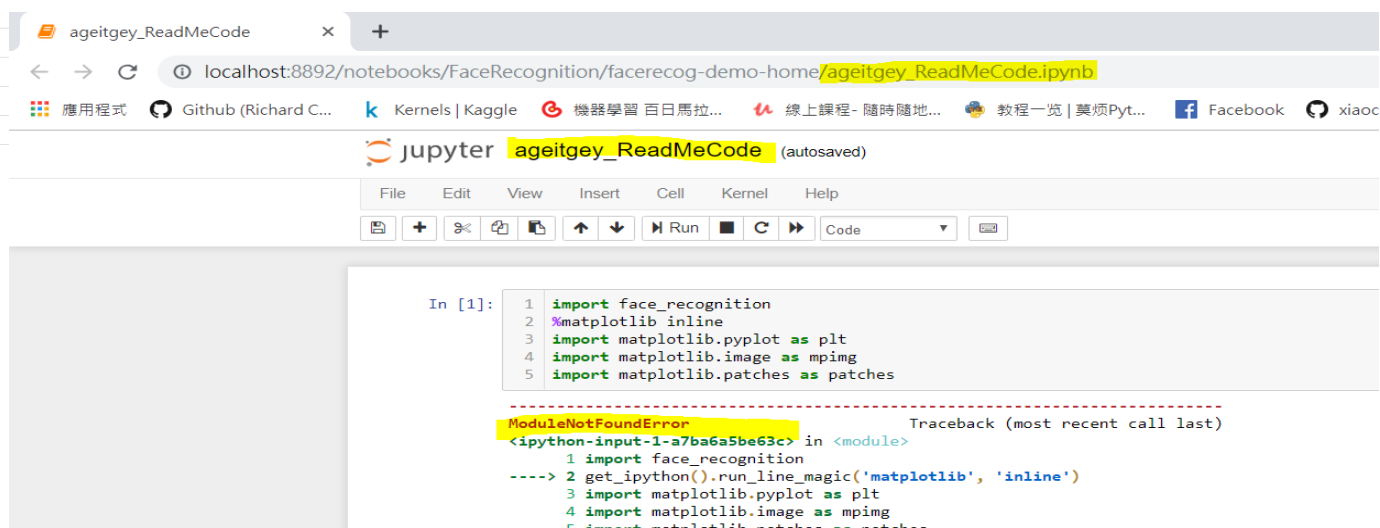 ageitgey_ReadMeCode × +
localhost:8892/notebooks/FaceRecognition/facerecog-demo-home/ageitgey_ReadMeCode.ipynb
應用程式 Github (Richard C... Kernels | Kaggle 機器學習 百日馬拉... 線上課程- 隨時隨地... 教程一览 | 莫烦Pyt... Facebook xiaoc
jupyter ageitgey_ReadMeCode (autosaved)
File Edit View Insert Cell Kernel Help
Run Code
In [1]: 1 import face_recognition
2 %matplotlib inline
3 import matplotlib.pyplot as plt
4 import matplotlib.image as mpimg
5 import matplotlib.patches as patches
---------------------------------------------------------------------------
ModuleNotFoundError Traceback (most recent call last)
<ipython-input-1-a7ba6a5be63c> in <module>
1 import face_recognition
----> 2 get_ipython().run_line_magic('matplotlib', 'inline')
3 import matplotlib.pyplot as plt
4 import matplotlib.image as mpimg
5 import matplotlib.patches as patches